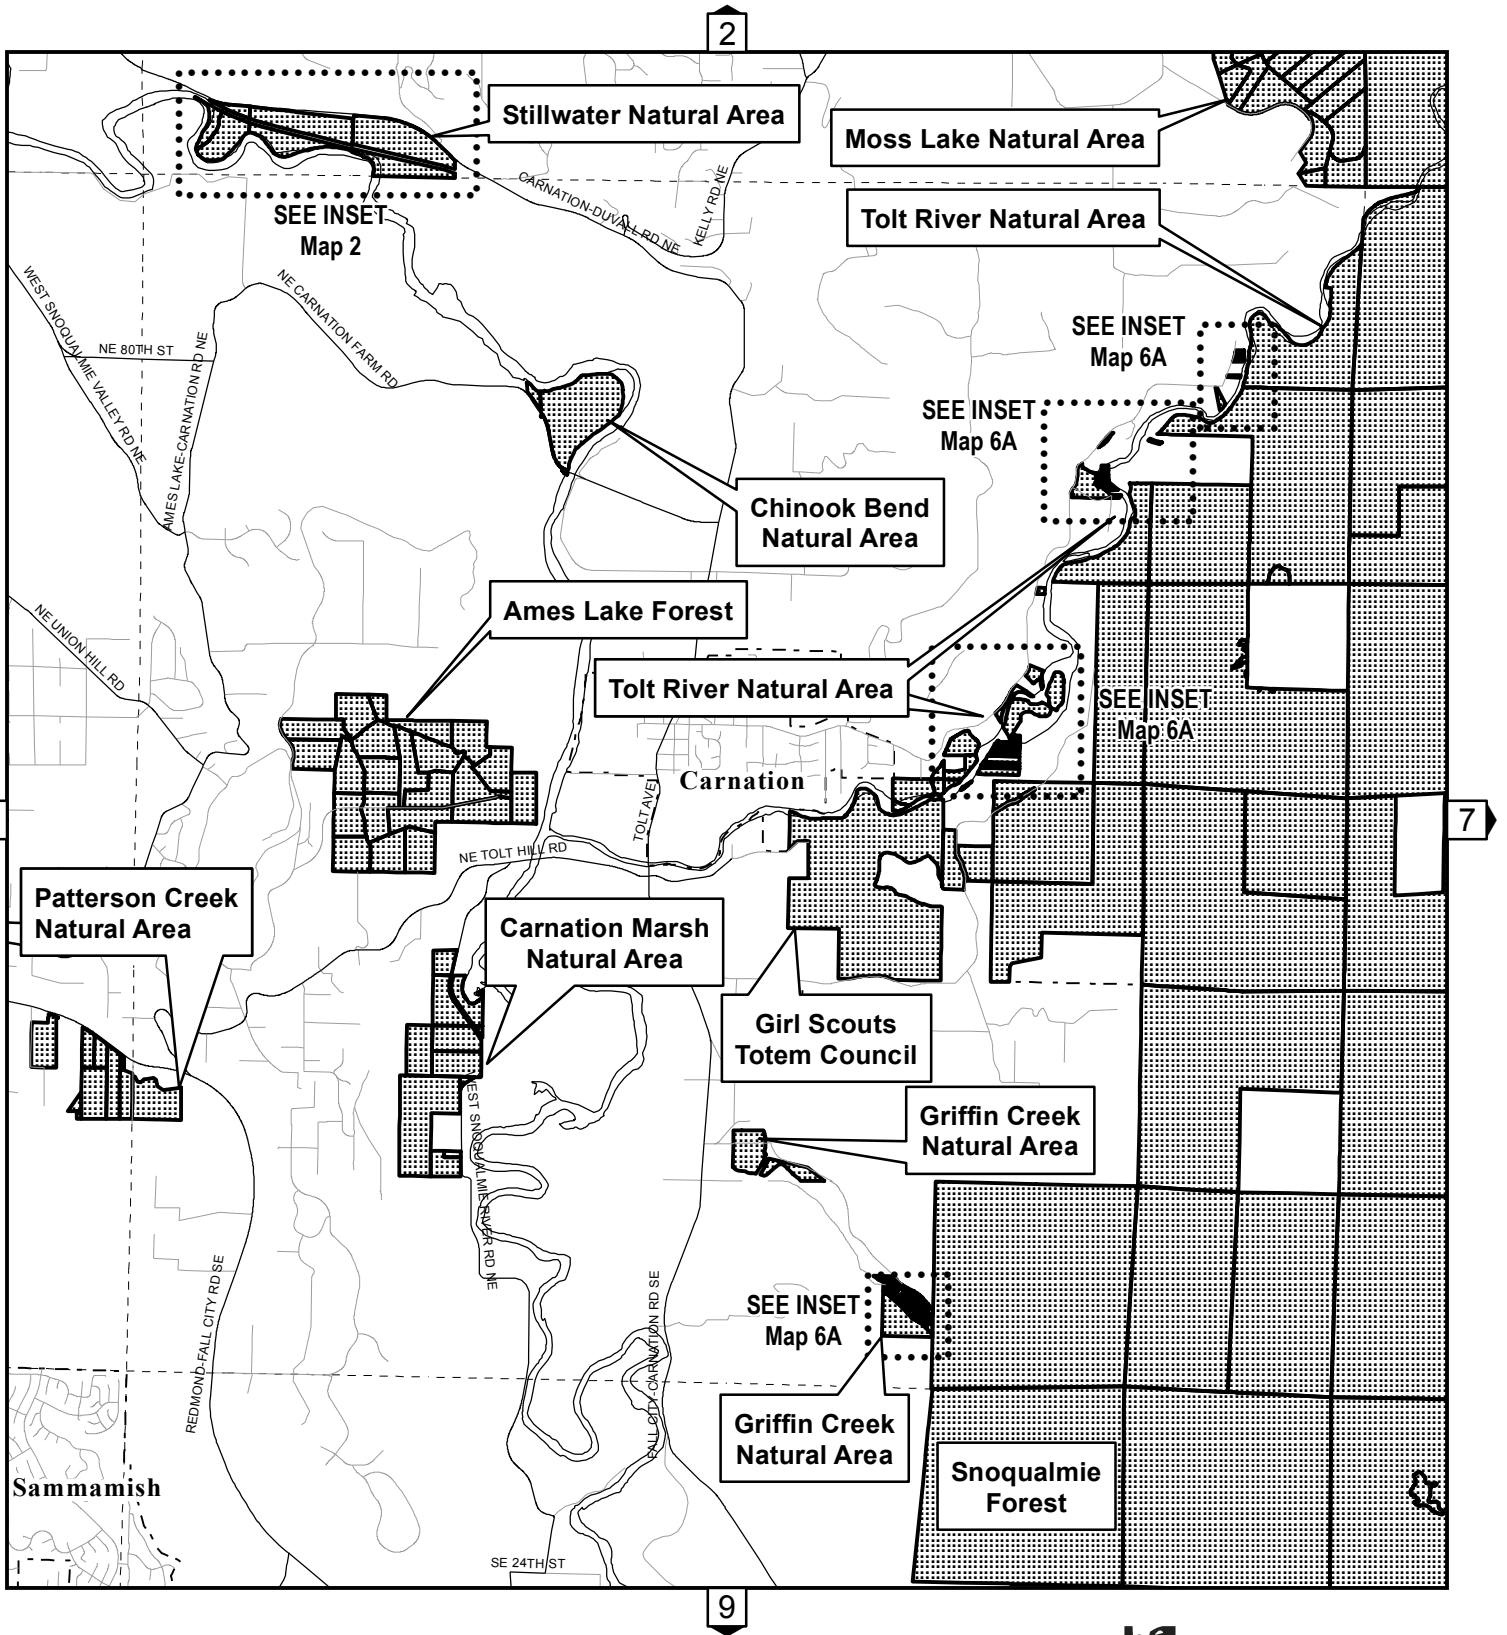 2
Stillwater Natural Area
Moss Lake Natural Area
SEE INSET
Map 2
CARNATION-DUVALL RD NE
KELLY RD NE
Tolt River Natural Area
WEST SNOQUALMIE VALLEY RD NE
NE 80TH ST
AMES LAKE-CARNATION RD NE
NE CARNATION FARM RD
SEE INSET
Map 6A
SEE INSET
Map 6A
Chinook Bend
Natural Area
NE UNION HILL RD
Ames Lake Forest
Tolt River Natural Area
SEE INSET
Map 6A
Carnation
TOLT AVE
NE TOLT HILL RD
7
Patterson Creek
Natural Area
Carnation Marsh
Natural Area
Girl Scouts
Totem Council
WEST SNOQUALMIE RIVER RD NE
Griffin Creek
Natural Area
REDMOND-FALL CITY RD SE
FALL CITY-CARNATION RD SE
SEE INSET
Map 6A
Griffin Creek
Natural Area
Snoqualmie
Forest
Sammamish
SE 24TH ST
9